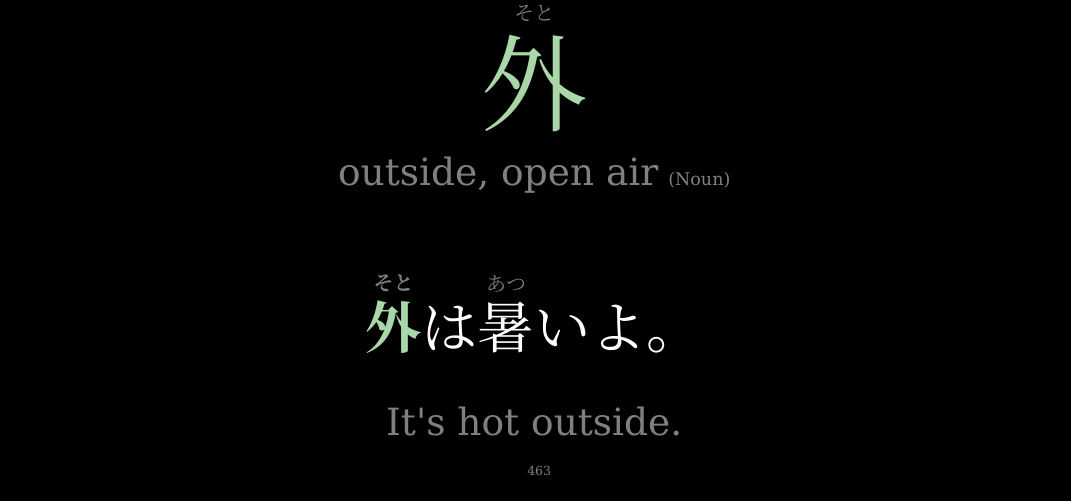 そと
外
outside, open air (Noun)
そと あつ
外は暑いよ。
It's hot outside.
463